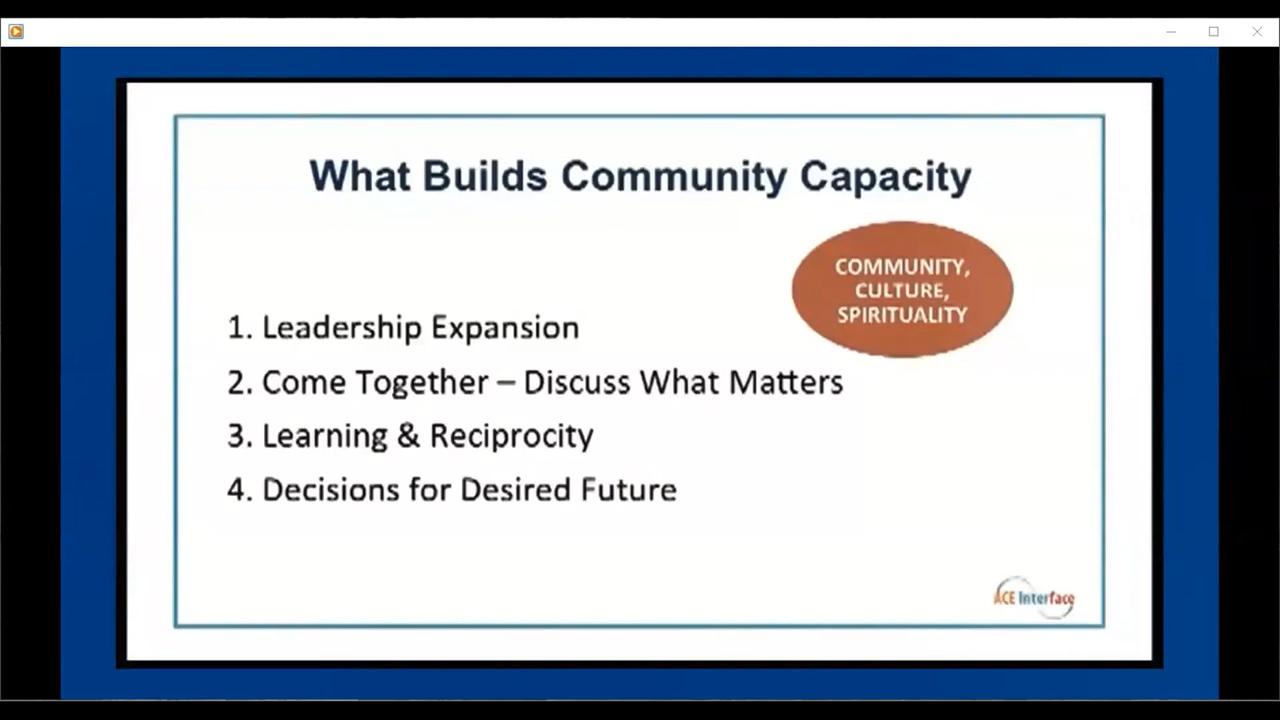 What Builds Community Capacity
COMMUNITY,
CULTURE,
SPIRITUALITY
1. Leadership Expansion
2. Come Together – Discuss What Matters
3. Learning & Reciprocity
4. Decisions for Desired Future
ACE Interface